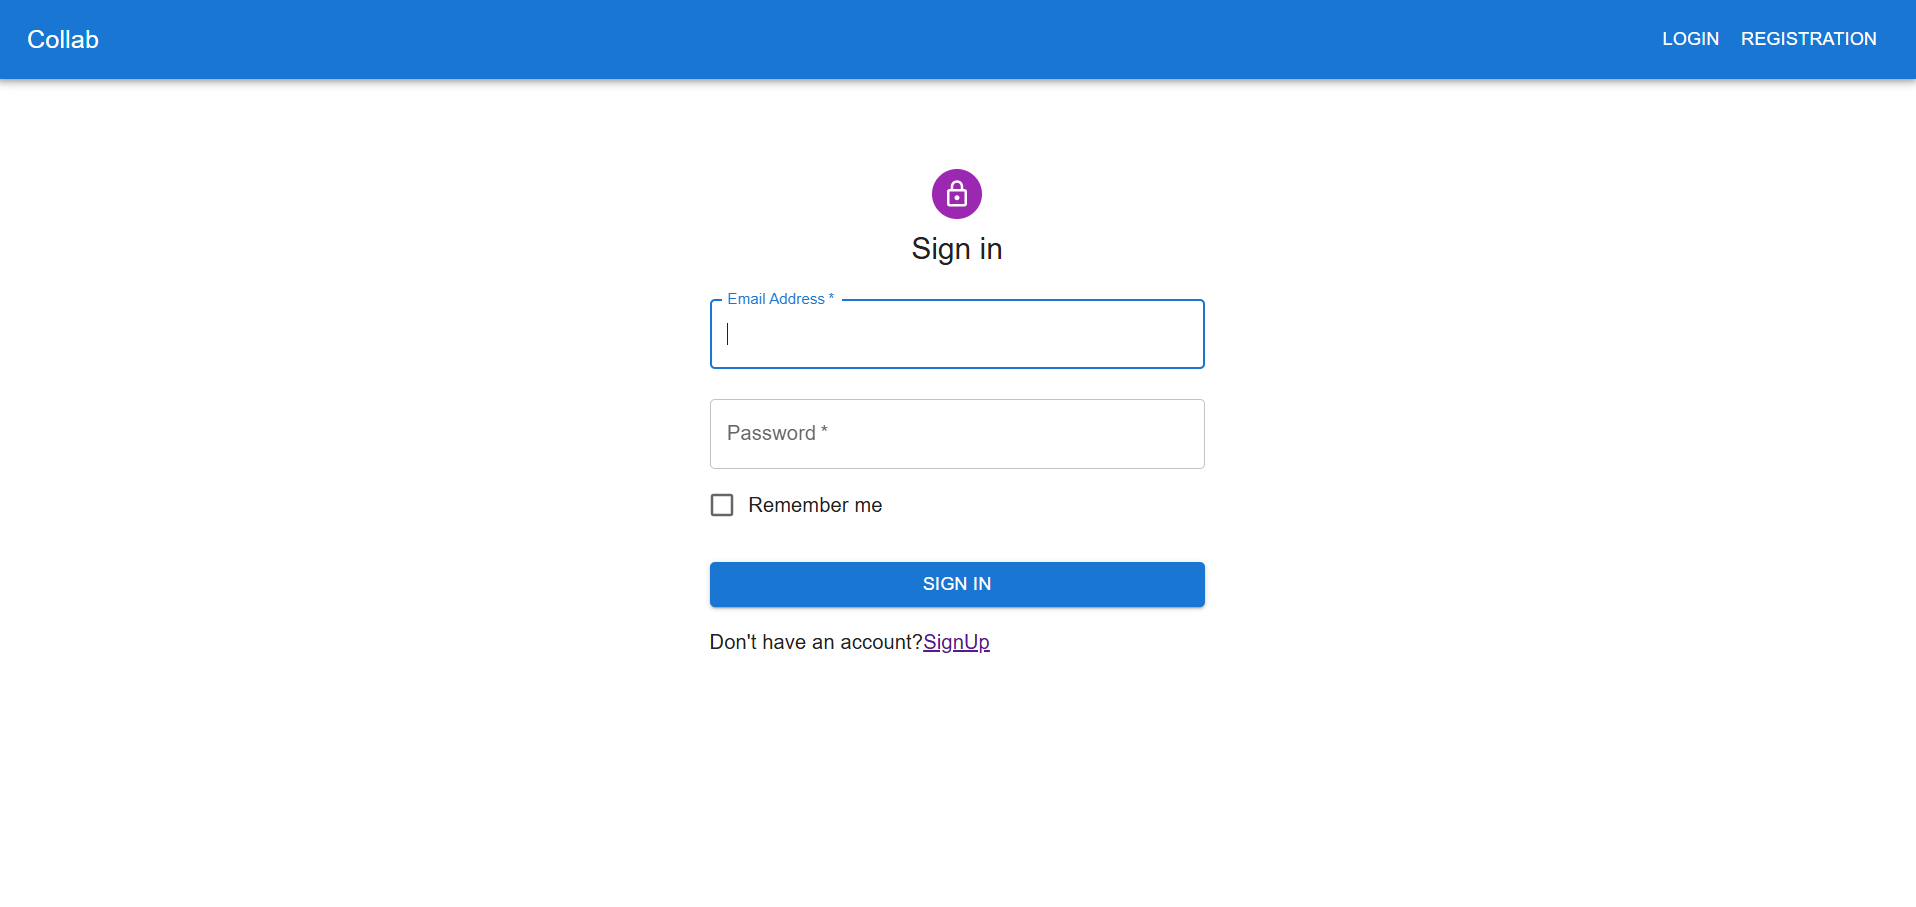 Collab
LOGIN REGISTRATION
Sign in
Email Address *
Password *
Remember me
SIGN IN
Don't have an account?SignUp